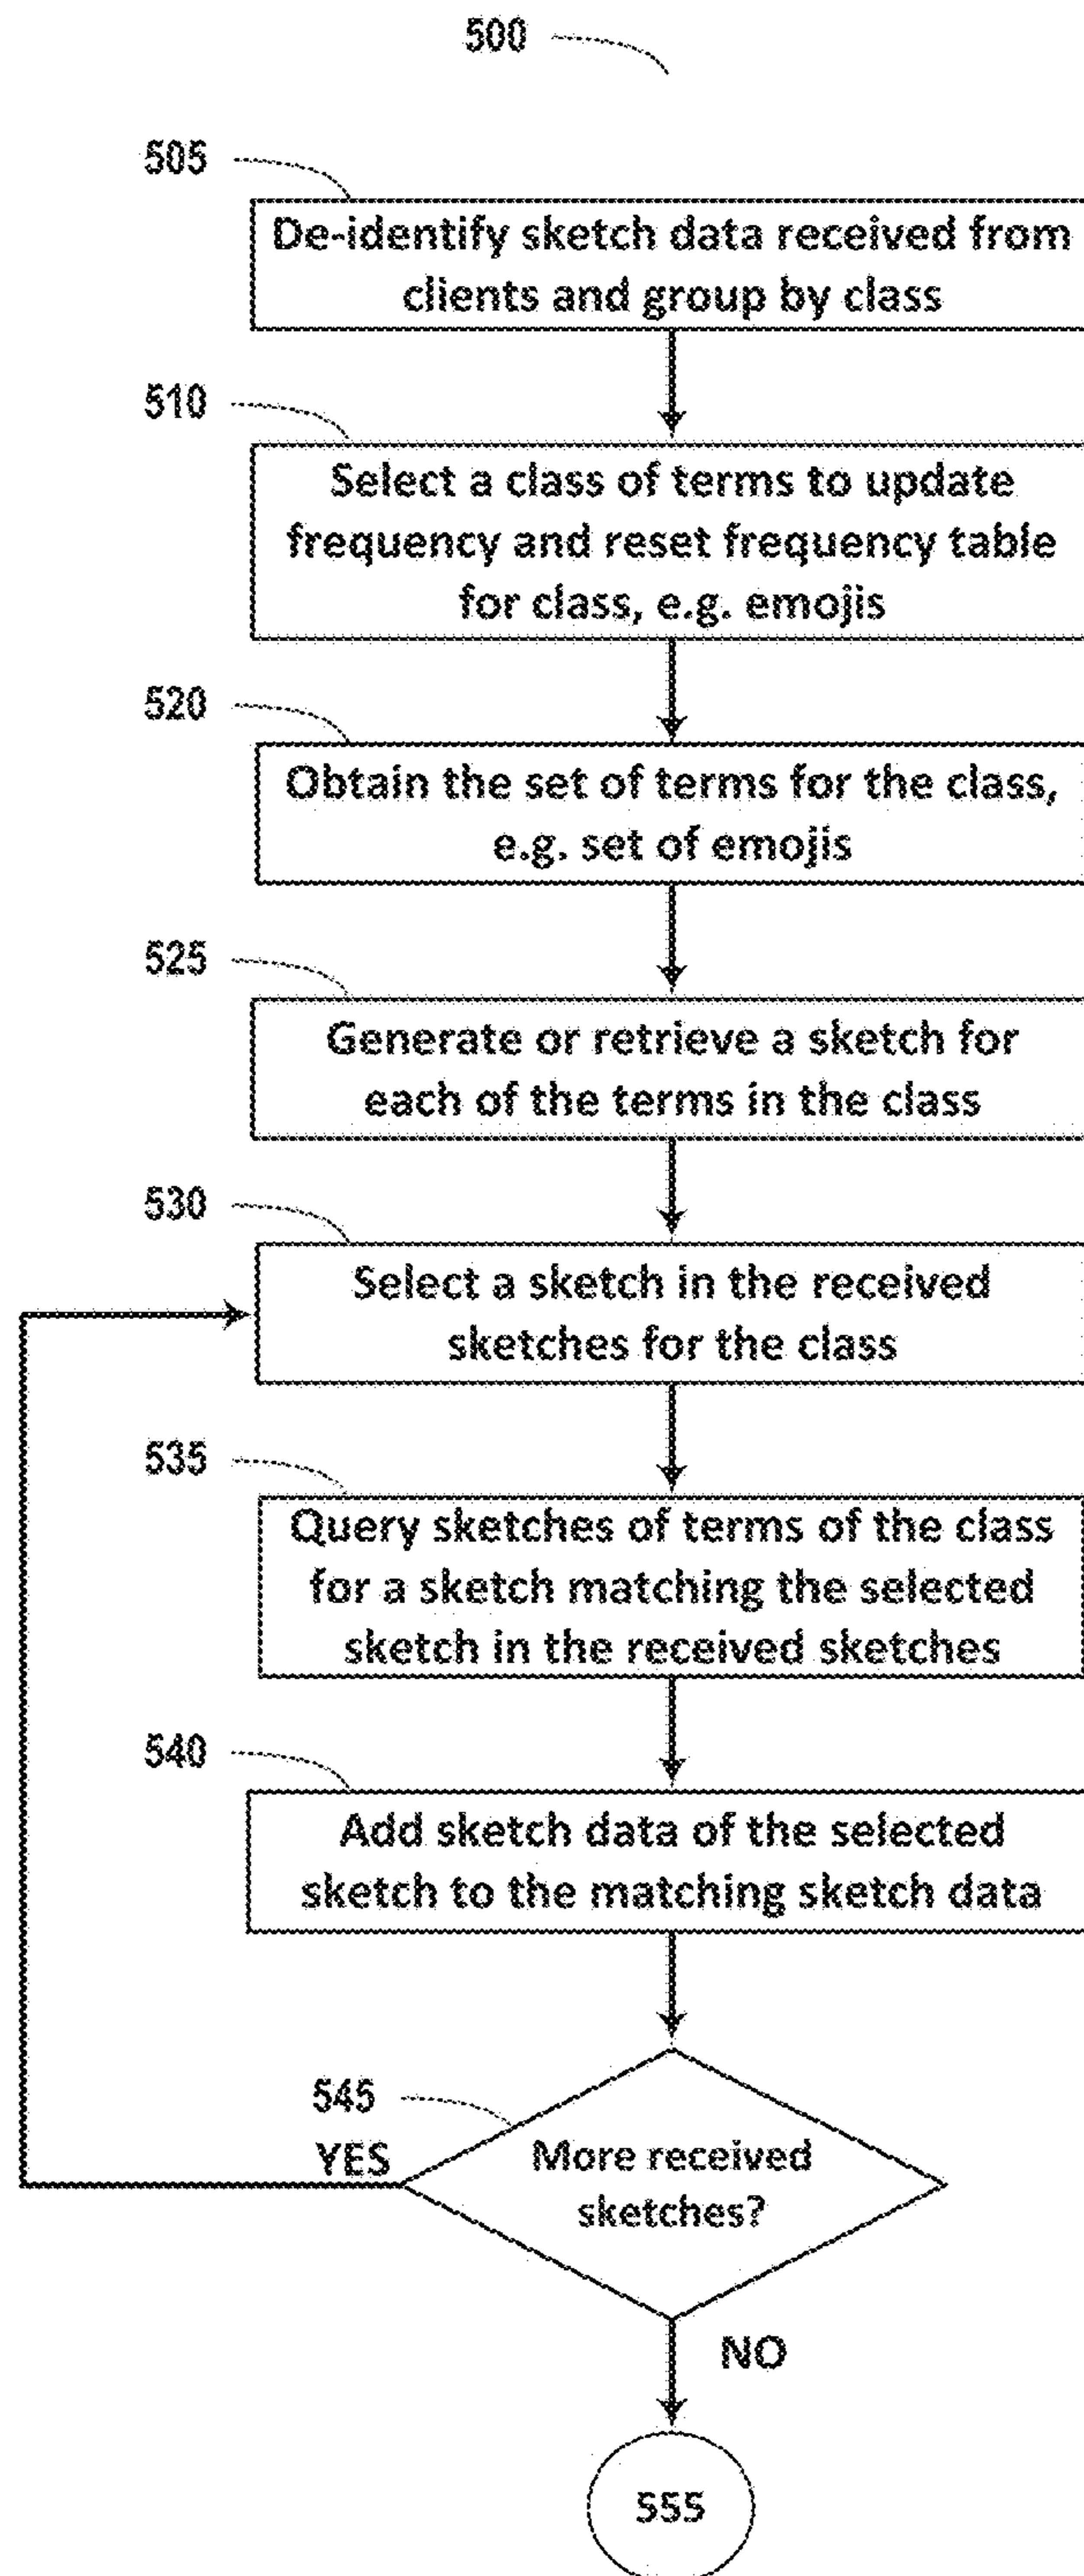 500
505
De-identify sketch data received from
clients and group by class
510
Select a class of terms to update
frequency and reset frequency table
for class, e.g. emojis
520
Obtain the set of terms for the class,
e.g. set of emojis
525
Generate or retrieve a sketch for
each of the terms in the class
530
Select a sketch in the received
sketches for the class
535
Query sketches of terms of the class
for a sketch matching the selected
sketch in the received sketches
540
Add sketch data of the selected
sketch to the matching sketch data
545
YES
More received
sketches?
NO
555